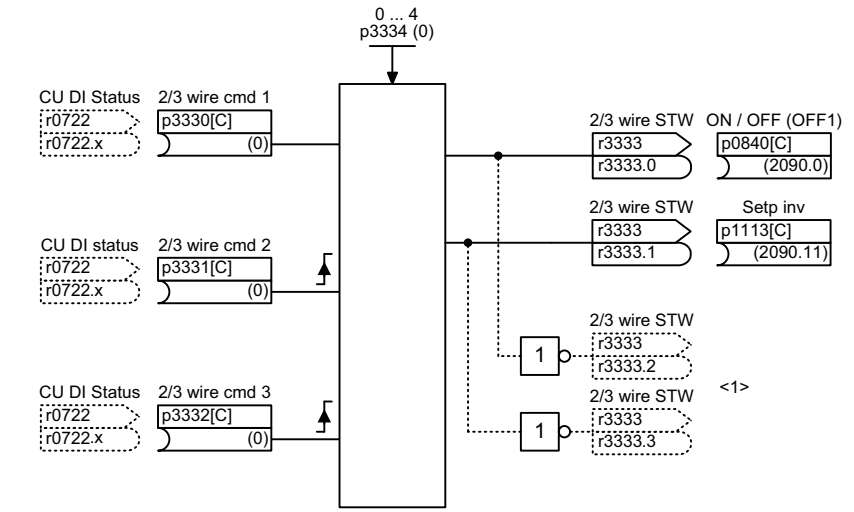 0 ... 4
p3334 (0)
CU DI Status 2/3 wire cmd 1
r0722 p3330[C]
r0722.x (0)
2/3 wire STW ON / OFF (OFF1)
r3333 p0840[C]
r3333.0 (2090.0)
2/3 wire STW Setp inv
r3333 p1113[C]
r3333.1 (2090.11)
CU DI status 2/3 wire cmd 2
r0722 p3331[C]
r0722.x (0)
2/3 wire STW
1 r3333
r3333.2
<1>
CU DI Status 2/3 wire cmd 3
r0722 p3332[C]
r0722.x (0)
2/3 wire STW
1 r3333
r3333.3